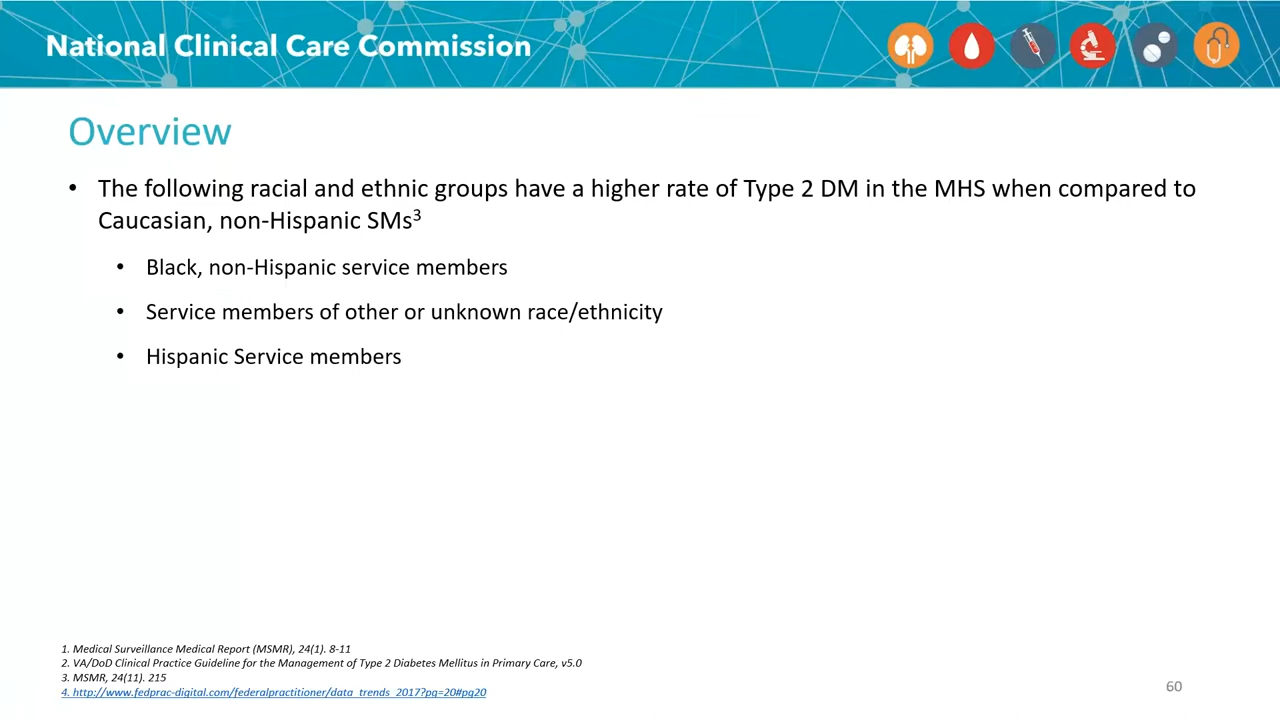 National Clinical Care Commission
Overview
• The following racial and ethnic groups have a higher rate of Type 2 DM in the MHS when compared to
Caucasian, non-Hispanic SMs³
• Black, non-Hispanic service members
• Service members of other or unknown race/ethnicity
• Hispanic Service members
1. Medical Surveillance Medical Report (MSMR), 24(1). 8-11
2. VA/DoD Clinical Practice Guideline for the Management of Type 2 Diabetes Mellitus in Primary Care, v5.0
3. MSMR, 24(11). 215
4. http://www.fedprac-digital.com/federalpractitioner/data_trends_2017?pg=20#pg20
60